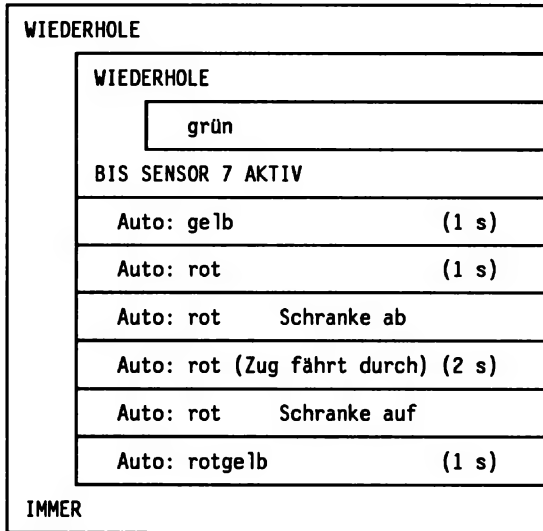 WIEDERHOLE
WIEDERHOLE
grün
BIS SENSOR 7 AKTIV
Auto: gelb (1 s)
Auto: rot (1 s)
Auto: rot Schranke ab
Auto: rot (Zug fährt durch) (2 s)
Auto: rot Schranke auf
Auto: rotgelb (1 s)
IMMER